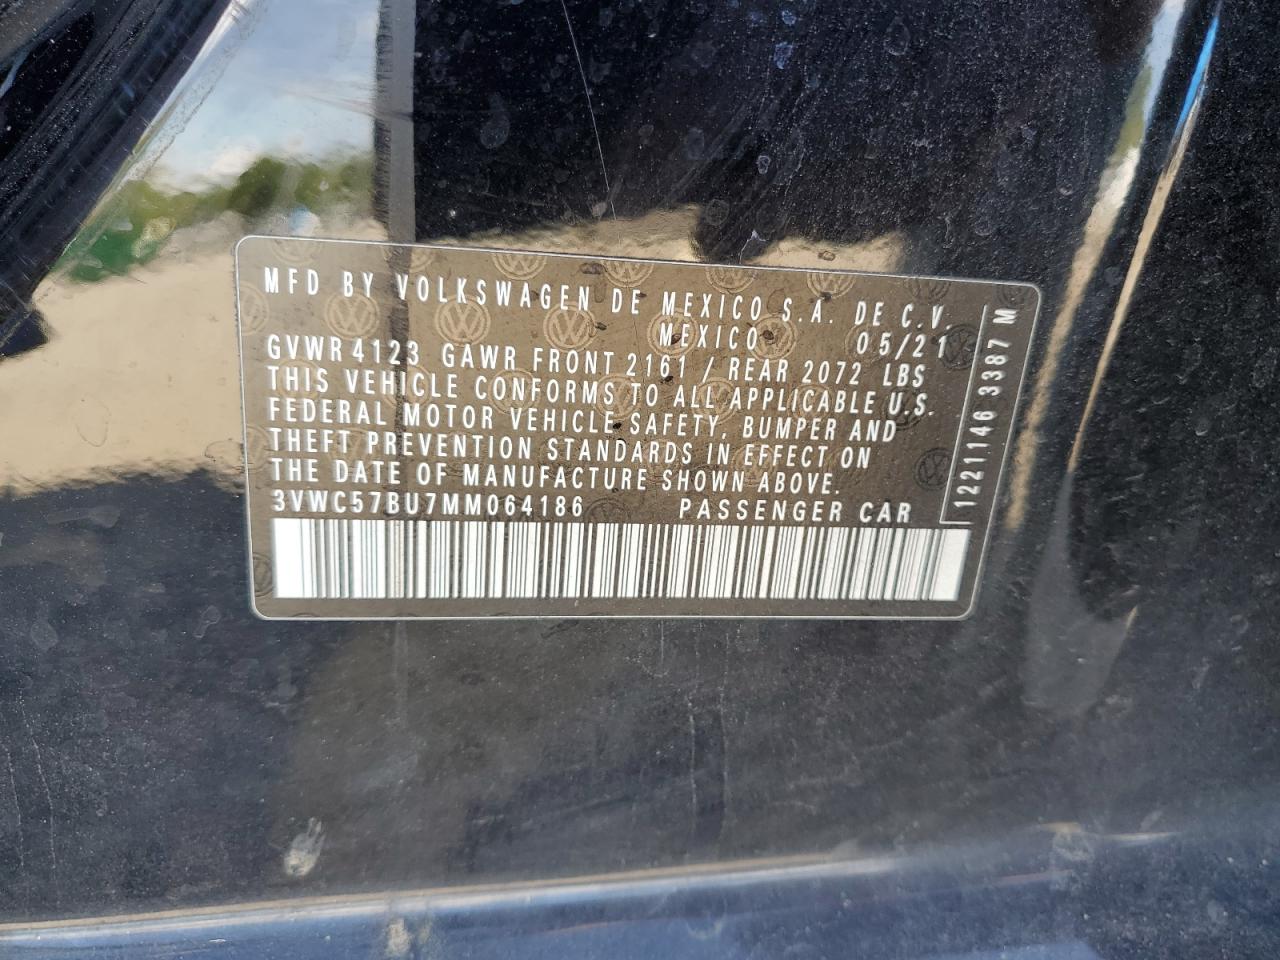 MFD BY VOLKSWAGEN DE MEXICO S.A. DE C.V.
MEXICO 05/21
GVWR 4123 GAWR FRONT 2161 / REAR 2072 LBS
THIS VEHICLE CONFORMS TO ALL APPLICABLE U.S.
FEDERAL MOTOR VEHICLE SAFETY, BUMPER AND
THEFT PREVENTION STANDARDS IN EFFECT ON
THE DATE OF MANUFACTURE SHOWN ABOVE.
3VWC57BU7MM064186 PASSENGER CAR
1221146 3387 M